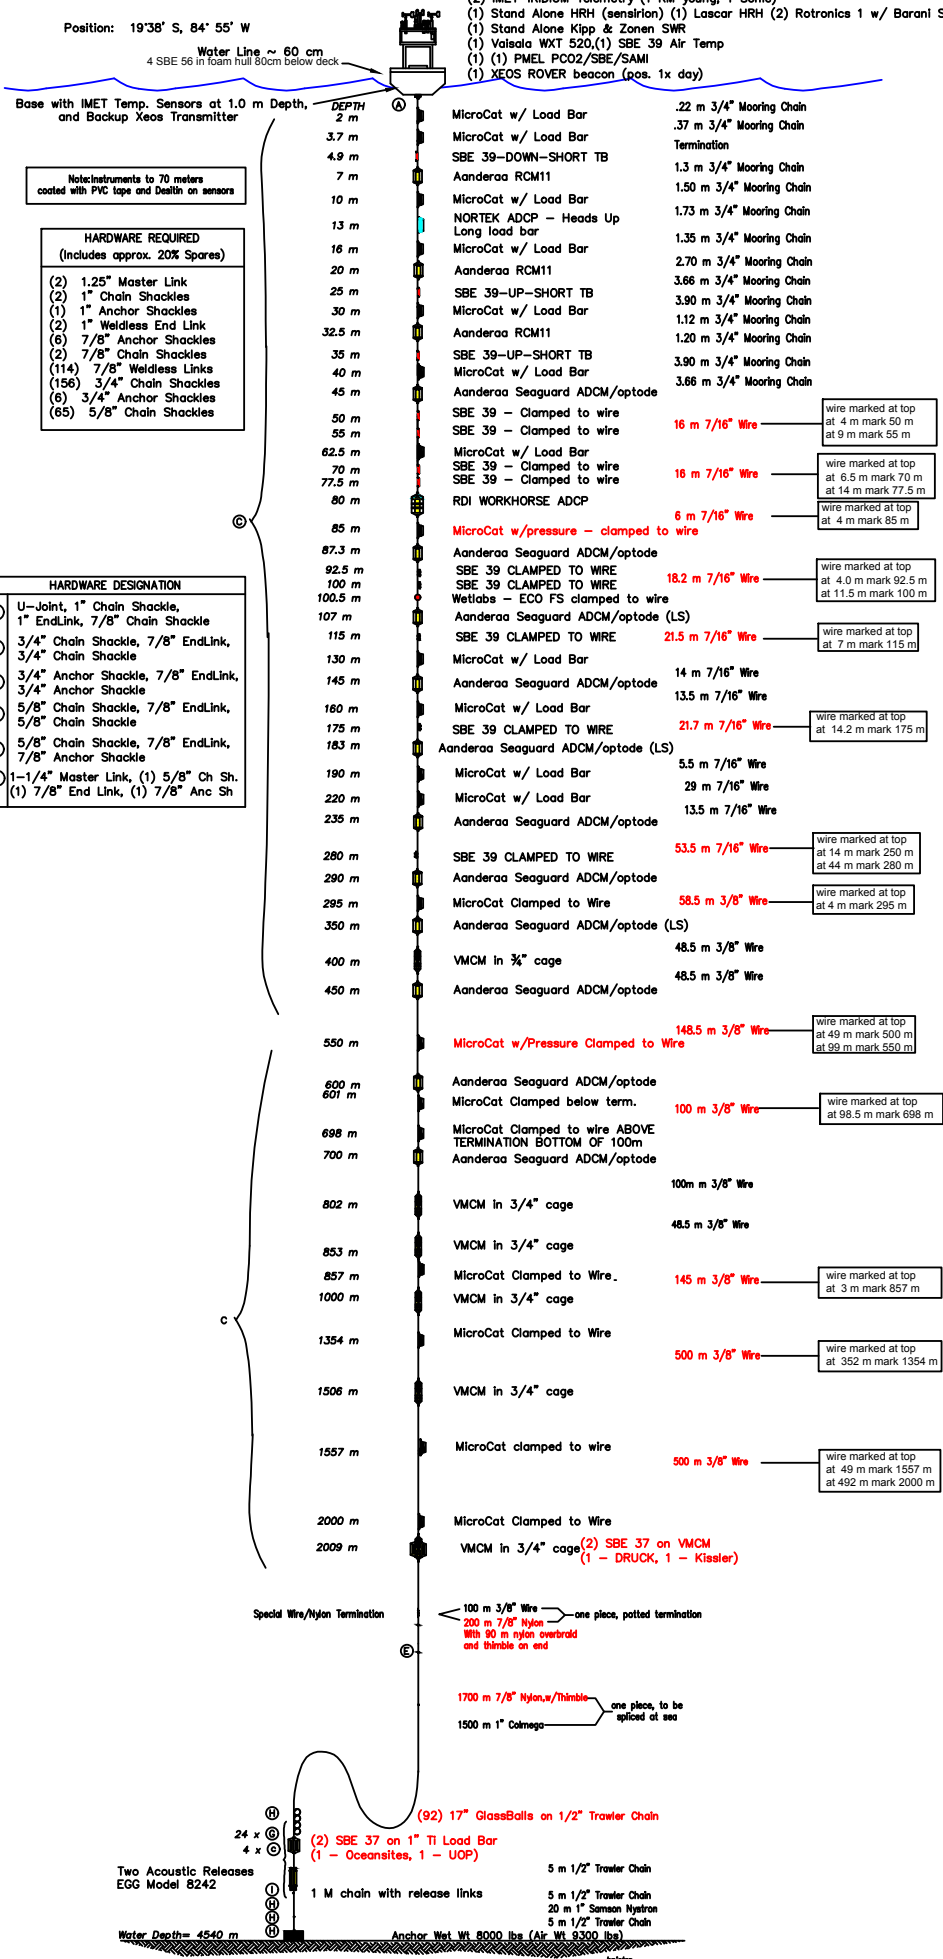 (2) IMET IRIDIUM Telemetry (1 RM young, 1 Sonic)
Position: 19°38' S, 84° 55' W
(1) Stand Alone HRH (sensirion) (1) Lascar HRH (2) Rotronics 1 w/ Barani S
(1) Stand Alone Kipp & Zonen SWR
(1) Vaisala WXT 520,(1) SBE 39 Air Temp
(1) (1) PMEL PCO2/SBE/SAMI
(1) XEOS ROVER beacon (pos. 1x day)
Water Line ~ 60 cm
4 SBE 56 in foam hull 80cm below deck
Base with IMET Temp. Sensors at 1.0 m Depth,
and Backup Xeos Transmitter
A
Note:Instruments to 70 meters
coated with PVC tape and Desitin on sensors
HARDWARE REQUIRED
(Includes approx. 20% Spares)
(2) 1.25" Master Link
(2) 1" Chain Shackles
(1) 1" Anchor Shackles
(2) 1" Weldless End Link
(6) 7/8" Anchor Shackles
(2) 7/8" Chain Shackles
(114) 7/8" Weldless Links
(156) 3/4" Chain Shackles
(6) 3/4" Anchor Shackles
(65) 5/8" Chain Shackles
HARDWARE DESIGNATION
U-Joint, 1" Chain Shackle,
1" EndLink, 7/8" Chain Shackle
3/4" Chain Shackle, 7/8" EndLink,
3/4" Chain Shackle
3/4" Anchor Shackle, 7/8" EndLink,
3/4" Anchor Shackle
5/8" Chain Shackle, 7/8" EndLink,
5/8" Chain Shackle
5/8" Chain Shackle, 7/8" EndLink,
7/8" Anchor Shackle
1-1/4" Master Link, (1) 5/8" Ch Sh.
(1) 7/8" End Link, (1) 7/8" Anc Sh
C
C
DEPTH
2 m MicroCat w/ Load Bar
3.7 m MicroCat w/ Load Bar
4.9 m SBE 39-DOWN-SHORT TB
7 m Aanderaa RCM11
10 m MicroCat w/ Load Bar
13 m NORTEK ADCP - Heads Up
Long load bar
16 m MicroCat w/ Load Bar
20 m Aanderaa RCM11
25 m SBE 39-UP-SHORT TB
30 m MicroCat w/ Load Bar
32.5 m Aanderaa RCM11
35 m SBE 39-UP-SHORT TB
40 m MicroCat w/ Load Bar
45 m Aanderaa Seaguard ADCM/optode
50 m SBE 39 - Clamped to wire
55 m SBE 39 - Clamped to wire
62.5 m MicroCat w/ Load Bar
70 m SBE 39 - Clamped to wire
77.5 m SBE 39 - Clamped to wire
80 m RDI WORKHORSE ADCP
85 m MicroCat w/pressure - clamped to wire
87.3 m Aanderaa Seaguard ADCM/optode
92.5 m SBE 39 CLAMPED TO WIRE
100 m SBE 39 CLAMPED TO WIRE
100.5 m Wetlabs - ECO FS clamped to wire
107 m Aanderaa Seaguard ADCM/optode (LS)
115 m SBE 39 CLAMPED TO WIRE
130 m MicroCat w/ Load Bar
145 m Aanderaa Seaguard ADCM/optode
160 m MicroCat w/ Load Bar
175 m SBE 39 CLAMPED TO WIRE
183 m Aanderaa Seaguard ADCM/optode (LS)
190 m MicroCat w/ Load Bar
220 m MicroCat w/ Load Bar
235 m Aanderaa Seaguard ADCM/optode
280 m SBE 39 CLAMPED TO WIRE
290 m Aanderaa Seaguard ADCM/optode
295 m MicroCat Clamped to Wire
350 m Aanderaa Seaguard ADCM/optode (LS)
400 m VMCM in ¾" cage
450 m Aanderaa Seaguard ADCM/optode
550 m MicroCat w/Pressure Clamped to Wire
600 m Aanderaa Seaguard ADCM/optode
601 m MicroCat Clamped below term.
698 m MicroCat Clamped to wire ABOVE
TERMINATION BOTTOM OF 100m
700 m Aanderaa Seaguard ADCM/optode
802 m VMCM in 3/4" cage
853 m VMCM in 3/4" cage
857 m MicroCat Clamped to Wire.
1000 m VMCM in 3/4" cage
1354 m MicroCat Clamped to Wire
1506 m VMCM in 3/4" cage
1557 m MicroCat clamped to wire
2000 m MicroCat Clamped to Wire
2009 m VMCM in 3/4" cage (2) SBE 37 on VMCM
(1 - DRUCK, 1 - Kissler)
.22 m 3/4" Mooring Chain
.37 m 3/4" Mooring Chain
Termination
1.3 m 3/4" Mooring Chain
1.50 m 3/4" Mooring Chain
1.73 m 3/4" Mooring Chain
1.35 m 3/4" Mooring Chain
2.70 m 3/4" Mooring Chain
3.66 m 3/4" Mooring Chain
3.90 m 3/4" Mooring Chain
1.12 m 3/4" Mooring Chain
1.20 m 3/4" Mooring Chain
3.90 m 3/4" Mooring Chain
3.66 m 3/4" Mooring Chain
16 m 7/16" Wire
wire marked at top
at 4 m mark 50 m
at 9 m mark 55 m
16 m 7/16" Wire
wire marked at top
at 6.5 m mark 70 m
at 14 m mark 77.5 m
6 m 7/16" Wire
wire marked at top
at 4 m mark 85 m
18.2 m 7/16" Wire
wire marked at top
at 4.0 m mark 92.5 m
at 11.5 m mark 100 m
21.5 m 7/16" Wire
wire marked at top
at 7 m mark 115 m
14 m 7/16" Wire
13.5 m 7/16" Wire
21.7 m 7/16" Wire
wire marked at top
at 14.2 m mark 175 m
5.5 m 7/16" Wire
29 m 7/16" Wire
13.5 m 7/16" Wire
53.5 m 7/16" Wire
wire marked at top
at 14 m mark 250 m
at 44 m mark 280 m
58.5 m 3/8" Wire
wire marked at top
at 4 m mark 295 m
48.5 m 3/8" Wire
48.5 m 3/8" Wire
148.5 m 3/8" Wire
wire marked at top
at 49 m mark 500 m
at 99 m mark 550 m
100 m 3/8" Wire
wire marked at top
at 98.5 m mark 698 m
100m m 3/8" Wire
48.5 m 3/8" Wire
145 m 3/8" Wire
wire marked at top
at 3 m mark 857 m
500 m 3/8" Wire
wire marked at top
at 352 m mark 1354 m
500 m 3/8" Wire
wire marked at top
at 49 m mark 1557 m
at 492 m mark 2000 m
Special Wire/Nylon Termination
100 m 3/8" Wire
200 m 7/8" Nylon
With 90 m nylon overbraid
and thimble on end
one piece, potted termination
E
1700 m 7/8" Nylon,w/Thimble
1500 m 1" Colmega
one piece, to be
spliced at sea
H
(92) 17" GlassBalls on 1/2" Trawler Chain
24 x G
4 x C
(2) SBE 37 on 1" Ti Load Bar
(1 - Oceansites, 1 - UOP)
Two Acoustic Releases
EGG Model 8242
5 m 1/2" Trawler Chain
I
1 M chain with release links
H
H
H
5 m 1/2" Trawler Chain
20 m 1" Samson Nystron
5 m 1/2" Trawler Chain
Water Depth= 4540 m
Anchor Wet Wt 8000 lbs (Air Wt 9300 lbs)